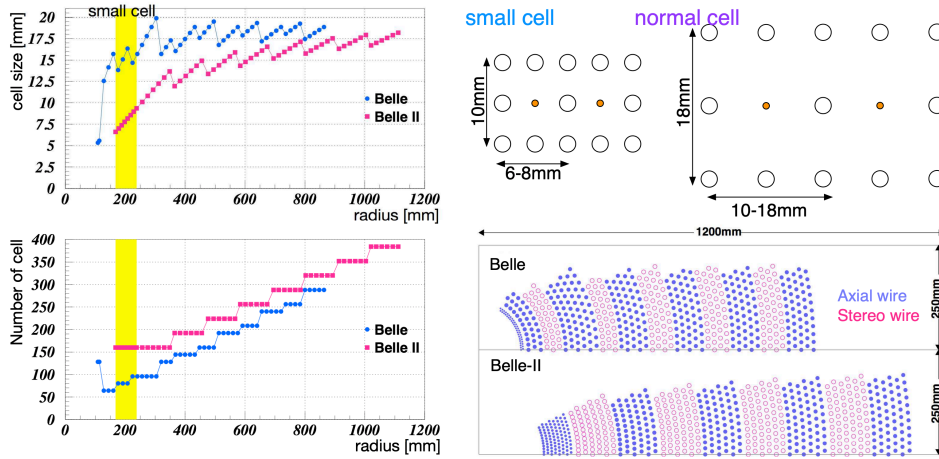 small cell
cell size [mm]
20
17.5
15
12.5
10
7.5
5
2.5
0
Belle
Belle II
0 200 400 600 800 1000 1200
radius [mm]
Number of cell
400
350
300
250
200
150
100
50
0
Belle
Belle II
0 200 400 600 800 1000 1200
radius [mm]
small cell
normal cell
10mm
6-8mm
18mm
10-18mm
1200mm
Belle
Axial wire
Stereo wire
250mm
Belle-II
250mm